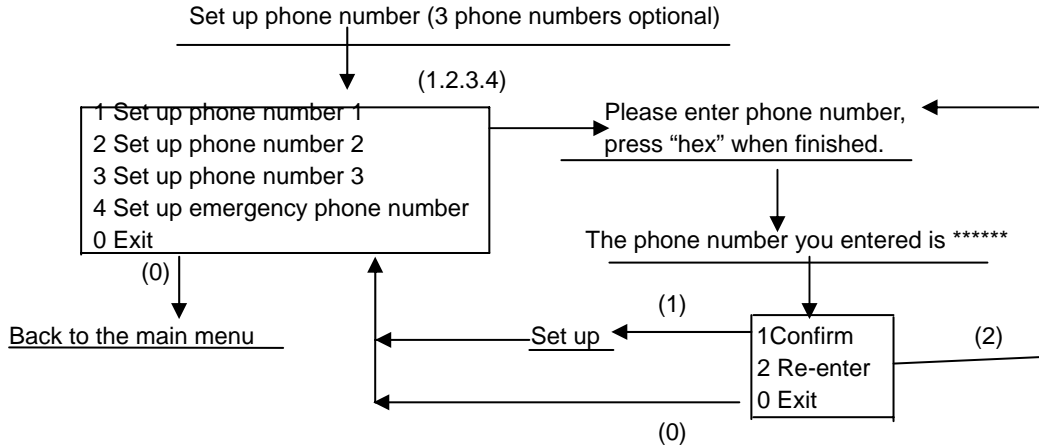 Set up phone number (3 phone numbers optional)
(1.2.3.4)
1 Set up phone number 1
2 Set up phone number 2
3 Set up phone number 3
4 Set up emergency phone number
0 Exit
Please enter phone number,
press “hex” when finished.
The phone number you entered is ******
(0)
Back to the main menu
(1)
Set up
1Confirm
2 Re-enter
0 Exit
(2)
(0)